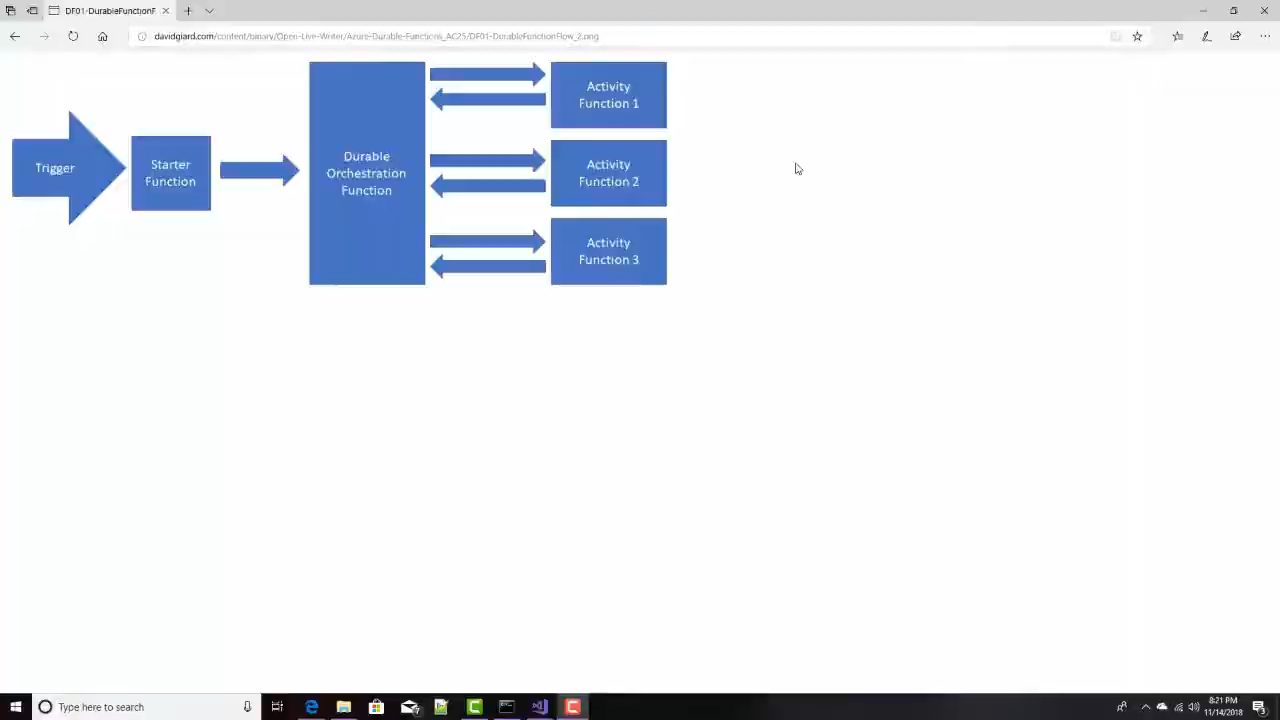 DF01-DurableFunctionF
davidgiard.com/content/binary/Open-Live-Writer/Azure-Durable-Functions_AC25/DF01-DurableFunctionFlow_2.png
Trigger
Starter
Function
Durable
Orchestration
Function
Activity
Function 1
Activity
Function 2
Activity
Function 3
Type here to search
8:21 PM
11/14/2018